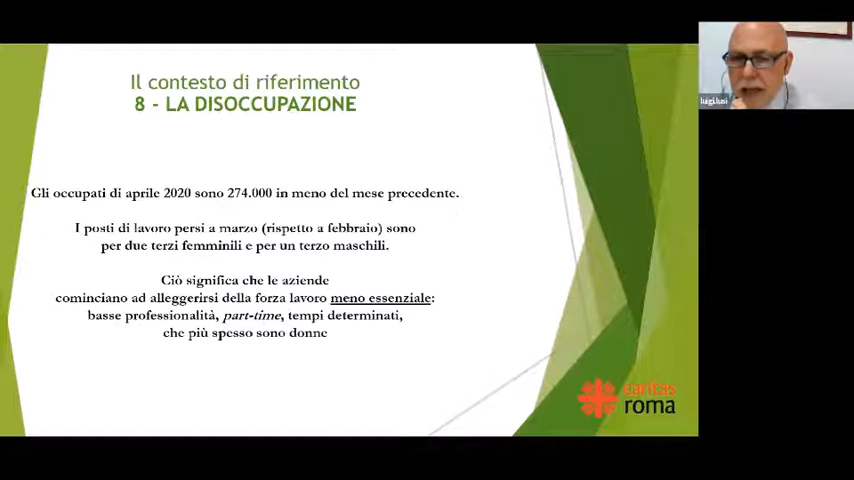 Il contesto di riferimento
8 - LA DISOCCUPAZIONE
Gli occupati di aprile 2020 sono 274.000 in meno del mese precedente.
I posti di lavoro persi a marzo (rispetto a febbraio) sono
per due terzi femminili e per un terzo maschili.
Ciò significa che le aziende
cominciano ad alleggerirsi della forza lavoro meno essenziale:
basse professionalità, part-time, tempi determinati,
che più spesso sono donne
caritas
roma
luigi.lusi